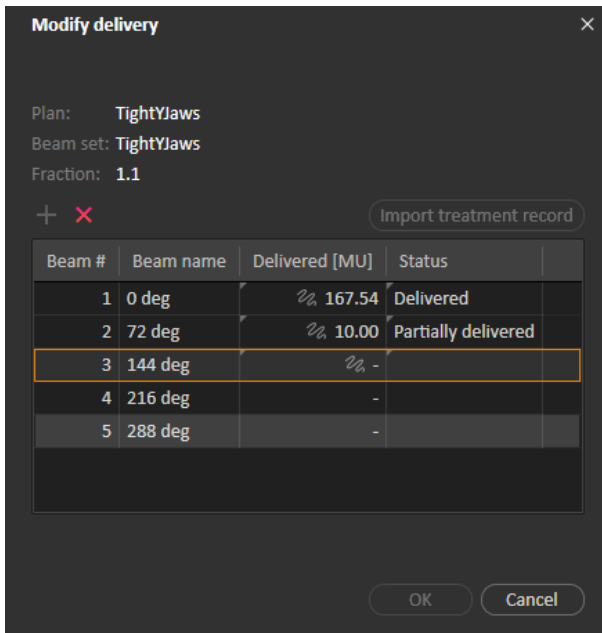 Modify delivery
Plan: TightYJaws
Beam set: TightYJaws
Fraction: 1.1
Import treatment record
Beam # Beam name Delivered [MU] Status
1 0 deg 167.54 Delivered
2 72 deg 10.00 Partially delivered
3 144 deg -
4 216 deg -
5 288 deg -
OK Cancel